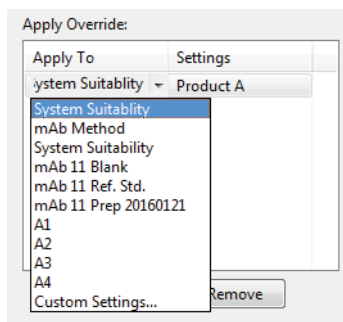 Apply Override:
Apply To Settings
ystem Suitablity Product A
System Suitablity
mAb Method
System Suitability
mAb 11 Blank
mAb 11 Ref. Std.
mAb 11 Prep 20160121
A1
A2
A3
A4
Custom Settings...
Remove